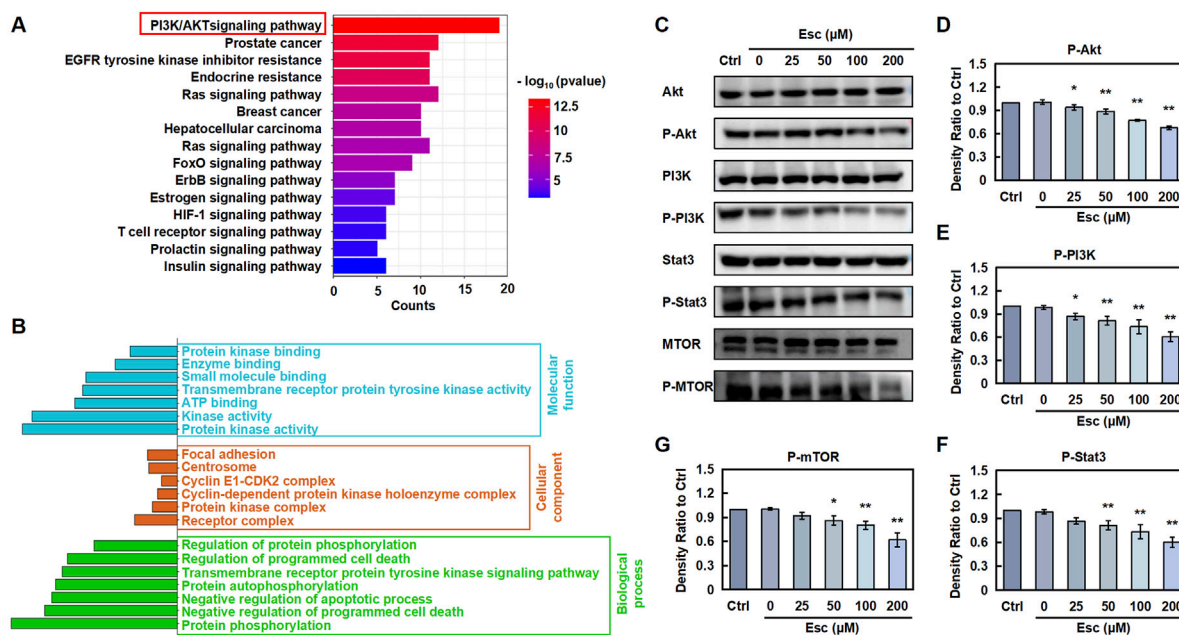 A
PI3K/AKTsignaling pathway
Prostate cancer
EGFR tyrosine kinase inhibitor resistance
Endocrine resistance
Ras signaling pathway
Breast cancer
Hepatocellular carcinoma
Ras signaling pathway
FoxO signaling pathway
ErbB signaling pathway
Estrogen signaling pathway
HIF-1 signaling pathway
T cell receptor signaling pathway
Prolactin signaling pathway
Insulin signaling pathway
0 5 10 15 20
Counts
- log10 (pvalue)
12.5
10
7.5
5
B
Protein kinase binding
Enzyme binding
Small molecule binding
Transmembrane receptor protein tyrosine kinase activity
ATP binding
Kinase activity
Protein kinase activity
Molecular function
Focal adhesion
Centrosome
Cyclin E1-CDK2 complex
Cyclin-dependent protein kinase holoenzyme complex
Protein kinase complex
Receptor complex
Cellular component
Regulation of protein phosphorylation
Regulation of programmed cell death
Transmembrane receptor protein tyrosine kinase signaling pathway
Protein autophosphorylation
Negative regulation of apoptotic process
Negative regulation of programmed cell death
Protein phosphorylation
Biological process
C
Esc (μM)
Ctrl 0 25 50 100 200
Akt
P-Akt
PI3K
P-PI3K
Stat3
P-Stat3
MTOR
P-MTOR
D
P-Akt
Density Ratio to Ctrl
1.5
1.2
0.9
0.6
0.3
0
* ** ** **
Ctrl 0 25 50 100 200
Esc (μM)
E
P-PI3K
Density Ratio to Ctrl
1.5
1.2
0.9
0.6
0.3
0
* ** ** **
Ctrl 0 25 50 100 200
Esc (μM)
G
P-mTOR
Density Ratio to Ctrl
1.5
1.2
0.9
0.6
0.3
0
* ** **
Ctrl 0 25 50 100 200
Esc (μM)
F
P-Stat3
Density Ratio to Ctrl
1.5
1.2
0.9
0.6
0.3
0
** ** **
Ctrl 0 25 50 100 200
Esc (μM)